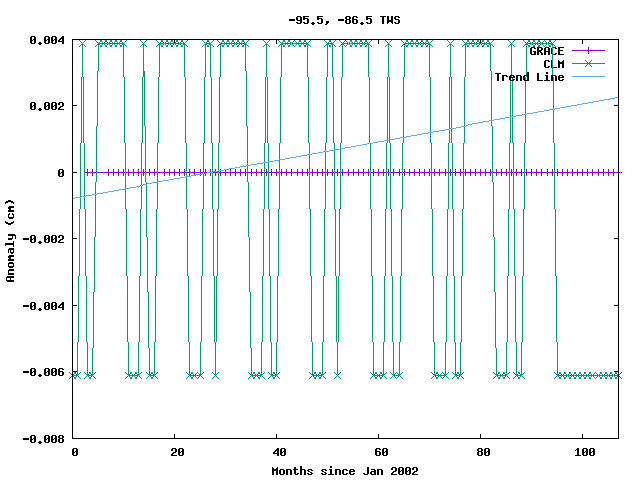 -95.5, -86.5 TWS
0.004
0.002
0
-0.002
-0.004
-0.006
-0.008
Anomaly (cm)
GRACE
CLM
Trend Line
0 20 40 60 80 100
Months since Jan 2002